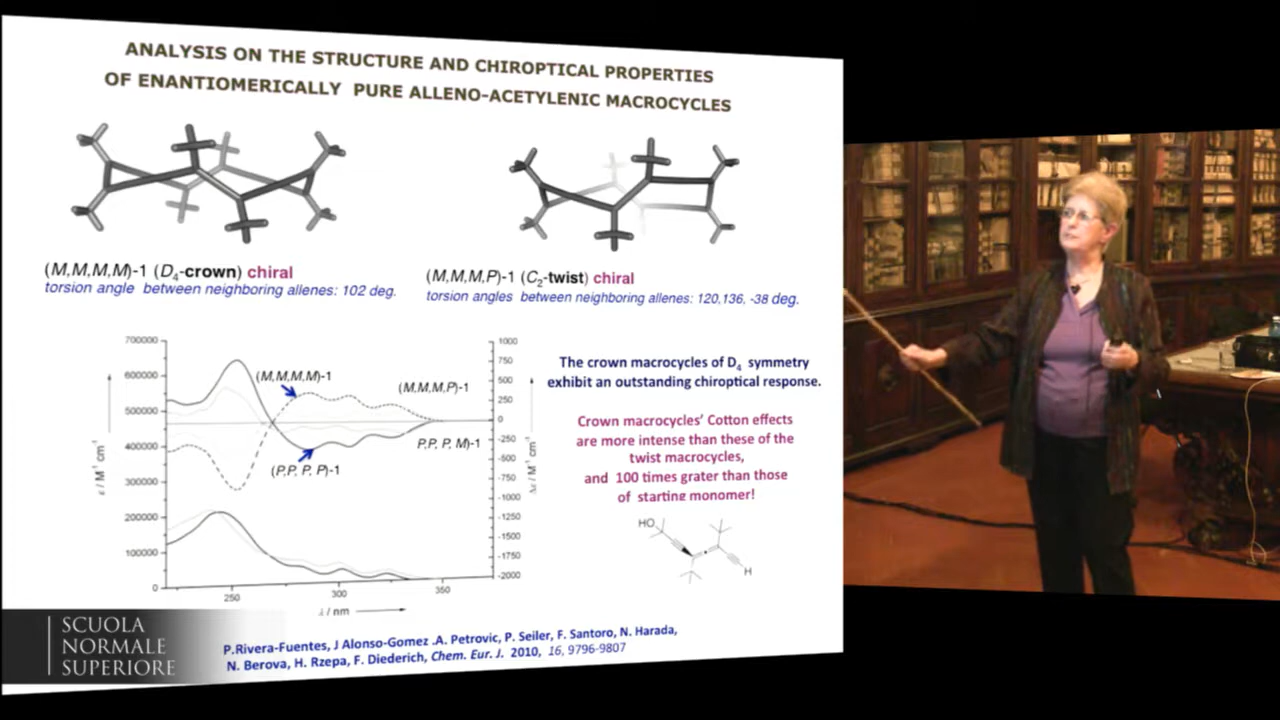 ANALYSIS ON THE STRUCTURE AND CHIROPTICAL PROPERTIES
OF ENANTIOMERICALLY PURE ALLENO-ACETYLENIC MACROCYCLES
(M,M,M,M)-1 (D4-crown) chiral
torsion angle between neighboring allenes: 102 deg.
(M,M,M,P)-1 (C2-twist) chiral
torsion angles between neighboring allenes: 120,136, -38 deg.
700000
600000
500000
400000
300000
200000
100000
0
ε / M-1 cm-1
(M,M,M,M)-1
(M,M,M,P)-1
P,P, P, M)-1
(P,P, P, P)-1
1000
750
500
250
0
-250
-500
-750
-1000
-1250
-1500
-1750
-2000
Δε / M-1 cm-1
250
300
350
λ / nm
The crown macrocycles of D4 symmetry
exhibit an outstanding chiroptical response.
Crown macrocycles' Cotton effects
are more intense than these of the
twist macrocycles,
and 100 times grater than those
of starting monomer!
HO
H
P.Rivera-Fuentes, J Alonso-Gomez .A. Petrovic, P. Seiler, F. Santoro, N. Harada,
N. Berova, H. Rzepa, F. Diederich, Chem. Eur. J. 2010, 16, 9796-9807
SCUOLA
NORMALE
SUPERIORE